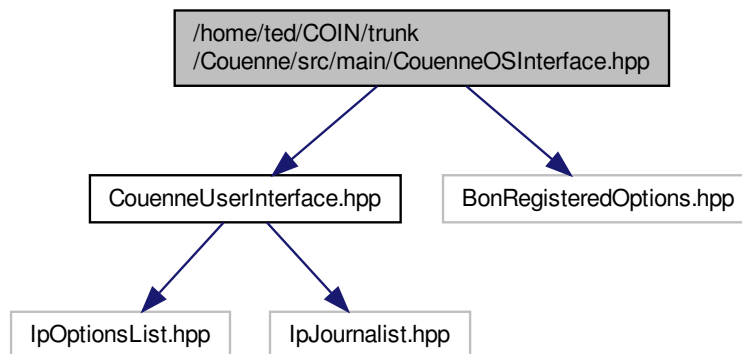 /home/ted/COIN/trunk
/Couenne/src/main/CouenneOSInterface.hpp
CouenneUserInterface.hpp
BonRegisteredOptions.hpp
IpOptionsList.hpp
IpJournalist.hpp